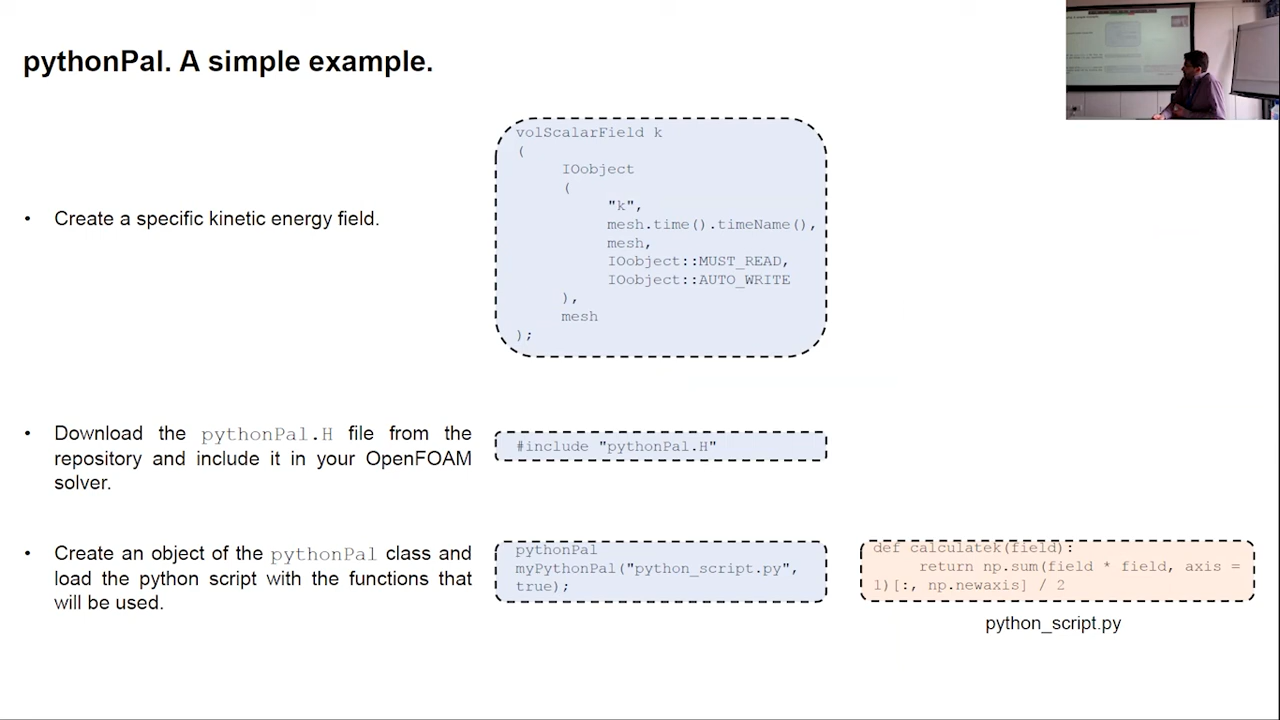 pythonPal. A simple example.
• Create a specific kinetic energy field.
volScalarField k
(
IOobject
(
"k",
mesh.time().timeName(),
mesh,
IOobject::MUST_READ,
IOobject::AUTO_WRITE
),
mesh
);
• Download the pythonPal.H file from the
repository and include it in your OpenFOAM
solver.
#include "pythonPal.H"
• Create an object of the pythonPal class and
load the python script with the functions that
will be used.
pythonPal
myPythonPal("python_script.py",
true);
def calculatek(field):
return np.sum(field * field, axis =
1)[:, np.newaxis] / 2
python_script.py